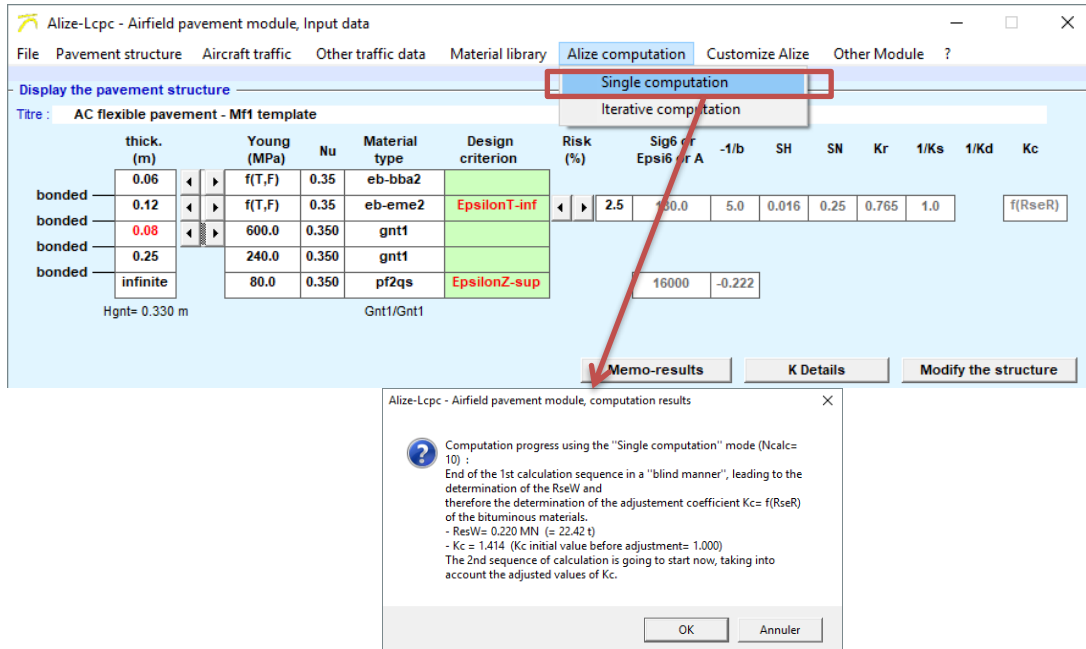 Alize-Lcpc - Airfield pavement module, Input data
File Pavement structure Aircraft traffic Other traffic data Material library Alize computation Customize Alize Other Module ?
Single computation
Iterative computation
Display the pavement structure
Titre : AC flexible pavement - Mf1 template
thick. (m) Young (MPa) Nu Material type Design criterion Risk (%) Sig6 or Epsi6 or A -1/b SH SN Kr 1/Ks 1/Kd Kc
0.06 f(T,F) 0.35 eb-bba2
bonded
0.12 f(T,F) 0.35 eb-eme2 EpsilonT-inf 2.5 130.0 5.0 0.016 0.25 0.765 1.0 f(RseR)
bonded
0.08 600.0 0.350 gnt1
bonded
0.25 240.0 0.350 gnt1
bonded
infinite 80.0 0.350 pf2qs EpsilonZ-sup 16000 -0.222
Hgnt= 0.330 m Gnt1/Gnt1
Memo-results K Details Modify the structure
Alize-Lcpc - Airfield pavement module, computation results
Computation progress using the "Single computation" mode (Ncalc=
10) :
End of the 1st calculation sequence in a "blind manner", leading to the
determination of the RseW and
therefore the determination of the adjustement coefficient Kc= f(RseR)
of the bituminous materials.
- ResW= 0.220 MN (= 22.42 t)
- Kc = 1.414 (Kc initial value before adjustment= 1.000)
The 2nd sequence of calculation is going to start now, taking into
account the adjusted values of Kc.
OK Annuler